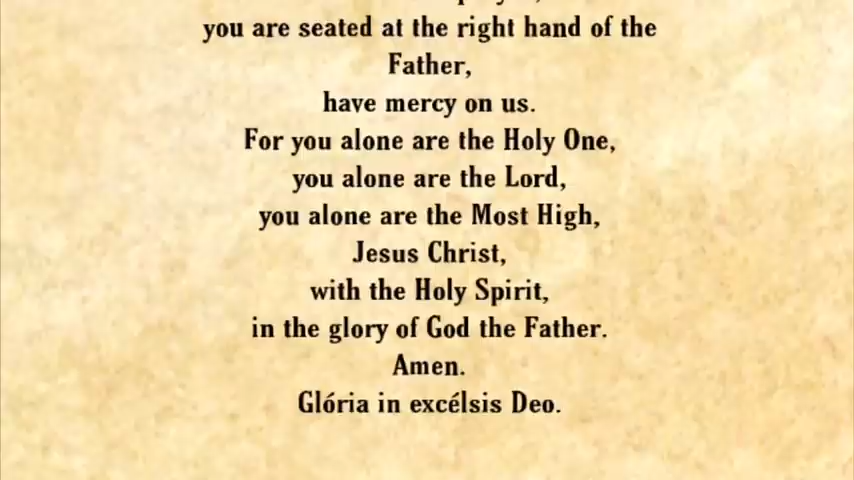 you are seated at the right hand of the
Father,
have mercy on us.
For you alone are the Holy One,
you alone are the Lord,
you alone are the Most High,
Jesus Christ,
with the Holy Spirit,
in the glory of God the Father.
Amen.
Glória in excélsis Deo.